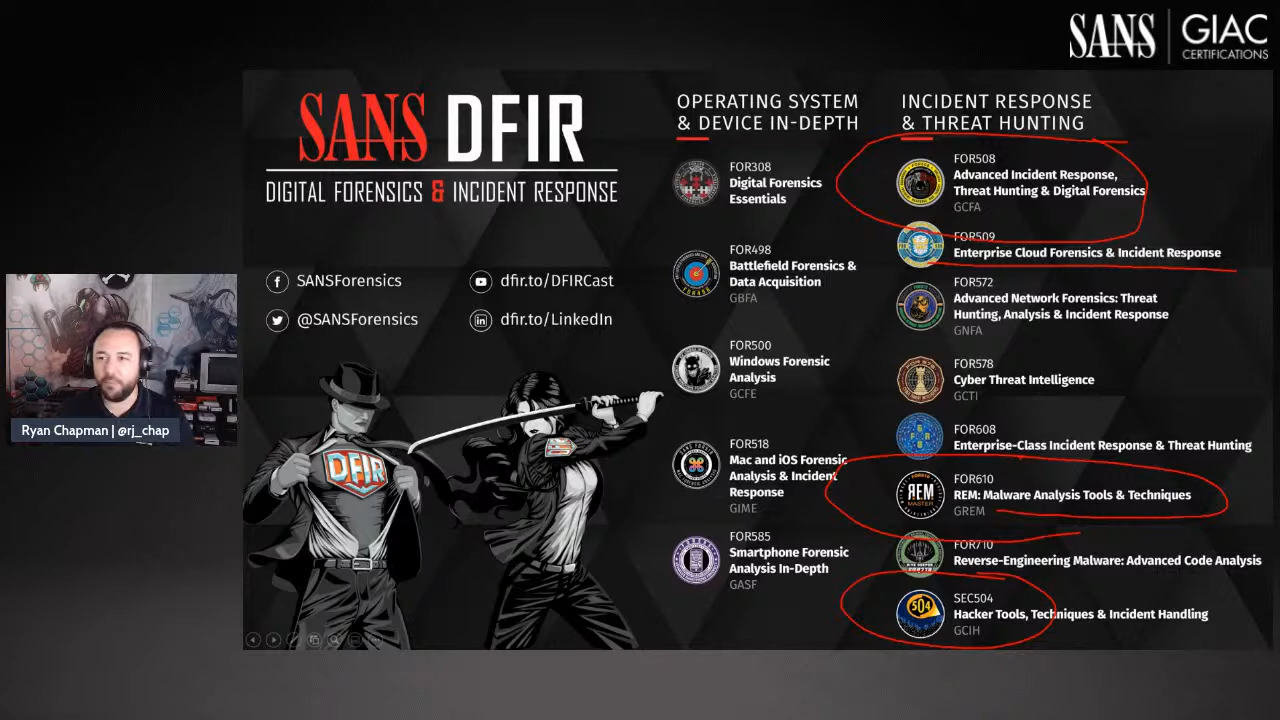 SANS | GIAC
CERTIFICATIONS
SANS DFIR
DIGITAL FORENSICS & INCIDENT RESPONSE
SANSForensics
dfir.to/DFIRCast
@SANSForensics
dfir.to/LinkedIn
DFIR
Ryan Chapman | @rj_chap
OPERATING SYSTEM
& DEVICE IN-DEPTH
FOR308
Digital Forensics
Essentials
FOR498
Battlefield Forensics &
Data Acquisition
GBFA
FOR500
Windows Forensic
Analysis
GCFE
FOR518
Mac and iOS Forensic
Analysis & Incident
Response
GIME
FOR585
Smartphone Forensic
Analysis In-Depth
GASF
INCIDENT RESPONSE
& THREAT HUNTING
FOR508
Advanced Incident Response,
Threat Hunting & Digital Forensics
GCFA
FOR509
Enterprise Cloud Forensics & Incident Response
FOR572
Advanced Network Forensics: Threat
Hunting, Analysis & Incident Response
GNFA
FOR578
Cyber Threat Intelligence
GCTI
FOR608
Enterprise-Class Incident Response & Threat Hunting
FOR610
REM: Malware Analysis Tools & Techniques
GREM
REM
MASTER
FOR710
Reverse-Engineering Malware: Advanced Code Analysis
504
SEC504
Hacker Tools, Techniques & Incident Handling
GCIH